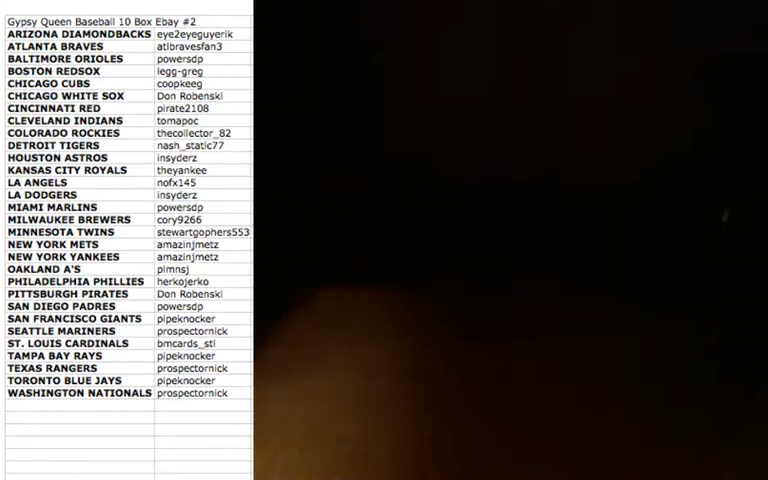 Gypsy Queen Baseball 10 Box Ebay #2
ARIZONA DIAMONDBACKS eye2eyeguyerik
ATLANTA BRAVES atlbravesfan3
BALTIMORE ORIOLES powersdp
BOSTON REDSOX legg-greg
CHICAGO CUBS coopkeeg
CHICAGO WHITE SOX Don Robenski
CINCINNATI RED pirate2108
CLEVELAND INDIANS tomapoc
COLORADO ROCKIES thecollector_82
DETROIT TIGERS nash_static77
HOUSTON ASTROS insyderz
KANSAS CITY ROYALS theyankee
LA ANGELS nofx145
LA DODGERS insyderz
MIAMI MARLINS powersdp
MILWAUKEE BREWERS cory9266
MINNESOTA TWINS stewartgophers553
NEW YORK METS amazinjmetz
NEW YORK YANKEES amazinjmetz
OAKLAND A'S plmnsj
PHILADELPHIA PHILLIES herkojerko
PITTSBURGH PIRATES Don Robenski
SAN DIEGO PADRES powersdp
SAN FRANCISCO GIANTS pipeknocker
SEATTLE MARINERS prospectornick
ST. LOUIS CARDINALS bmcards_stl
TAMPA BAY RAYS pipeknocker
TEXAS RANGERS prospectornick
TORONTO BLUE JAYS pipeknocker
WASHINGTON NATIONALS prospectornick